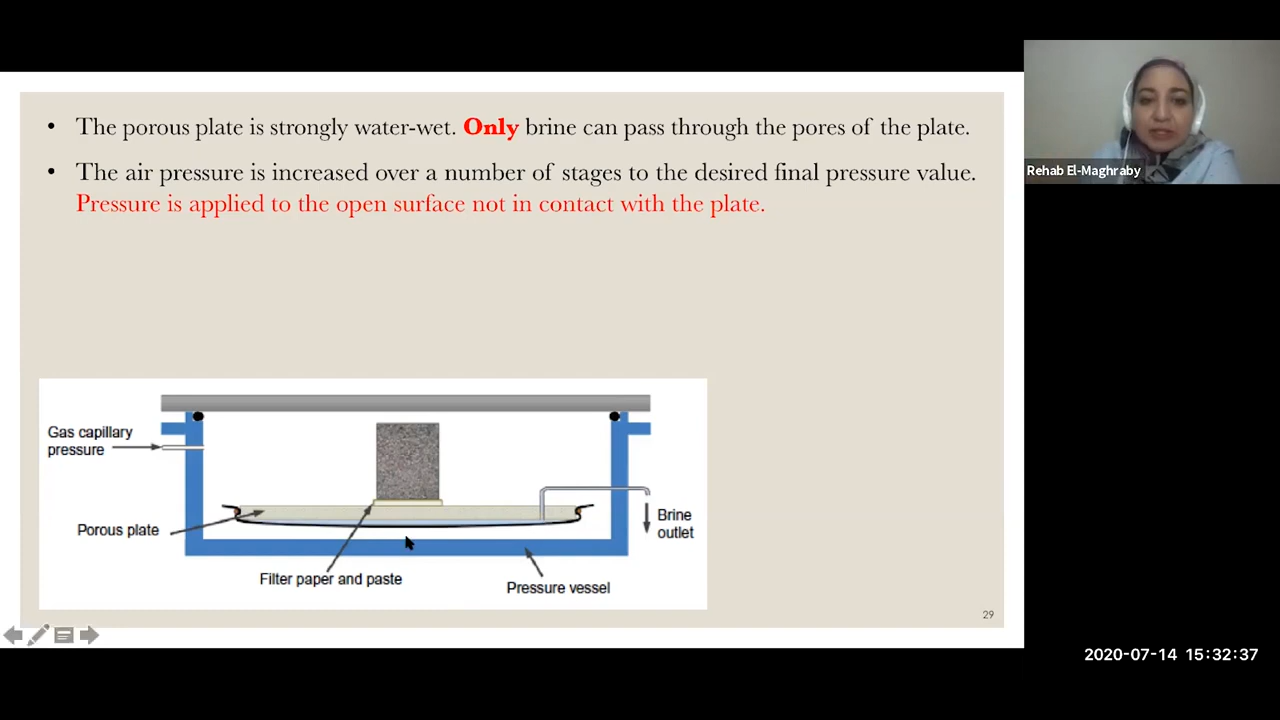 • The porous plate is strongly water-wet. Only brine can pass through the pores of the plate.
• The air pressure is increased over a number of stages to the desired final pressure value.
Pressure is applied to the open surface not in contact with the plate.
Rehab El-Maghraby
Gas capillary
pressure
Porous plate
Filter paper and paste
Brine
outlet
Pressure vessel
29
2020-07-14 15:32:37